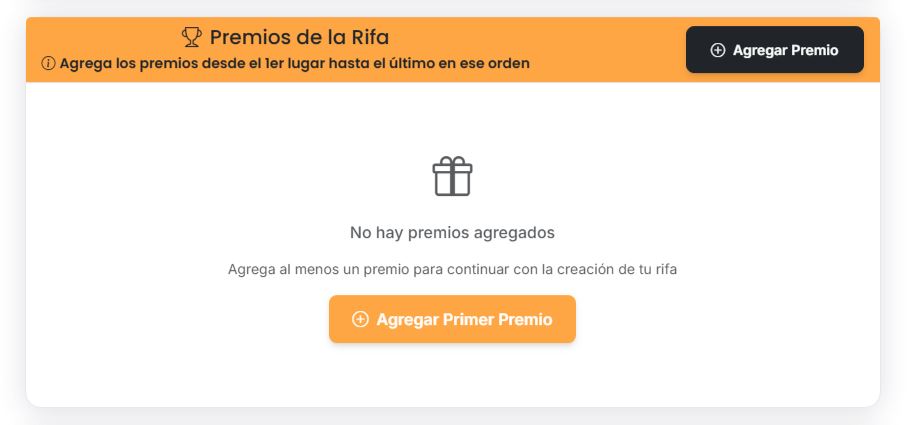 Premios de la Rifa
Agrega los premios desde el 1er lugar hasta el último en ese orden
Agregar Premio
No hay premios agregados
Agrega al menos un premio para continuar con la creación de tu rifa
Agregar Primer Premio